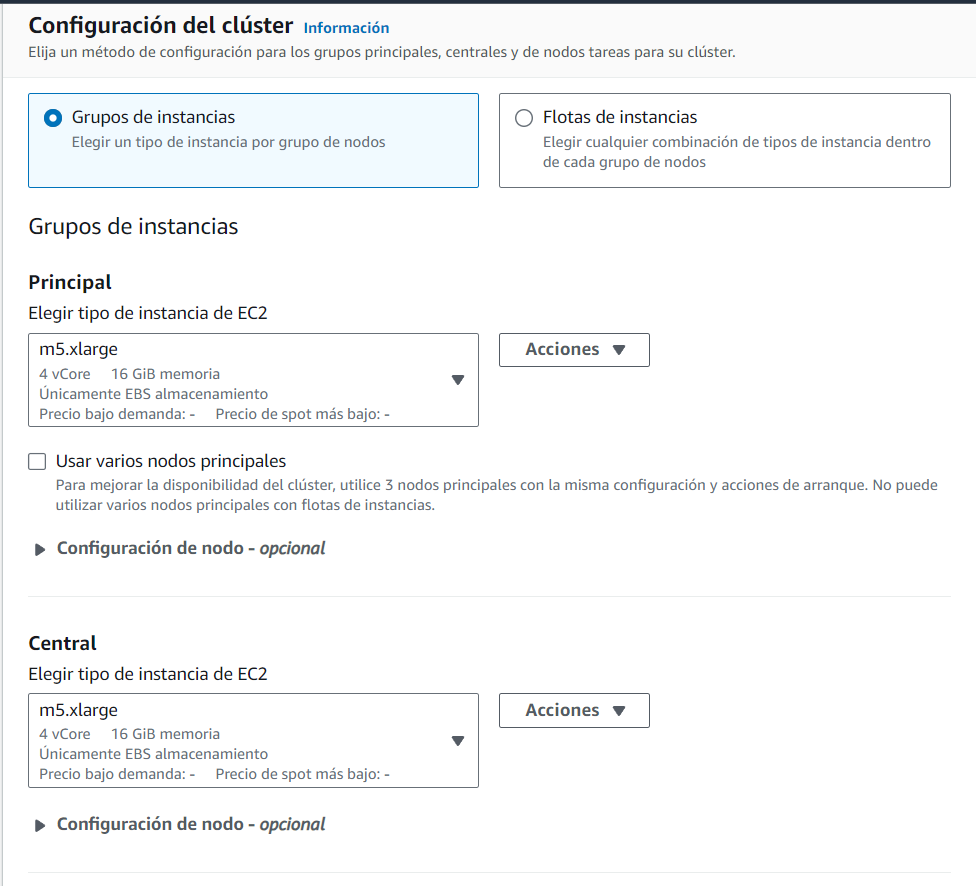 Configuración del clúster Información
Elija un método de configuración para los grupos principales, centrales y de nodos tareas para su clúster.
Grupos de instancias
Elegir un tipo de instancia por grupo de nodos
Flotas de instancias
Elegir cualquier combinación de tipos de instancia dentro
de cada grupo de nodos
Grupos de instancias
Principal
Elegir tipo de instancia de EC2
m5.xlarge
4 vCore 16 GiB memoria
Únicamente EBS almacenamiento
Precio bajo demanda: - Precio de spot más bajo: -
Acciones
Usar varios nodos principales
Para mejorar la disponibilidad del clúster, utilice 3 nodos principales con la misma configuración y acciones de arranque. No puede
utilizar varios nodos principales con flotas de instancias.
Configuración de nodo - opcional
Central
Elegir tipo de instancia de EC2
m5.xlarge
4 vCore 16 GiB memoria
Únicamente EBS almacenamiento
Precio bajo demanda: - Precio de spot más bajo: -
Acciones
Configuración de nodo - opcional